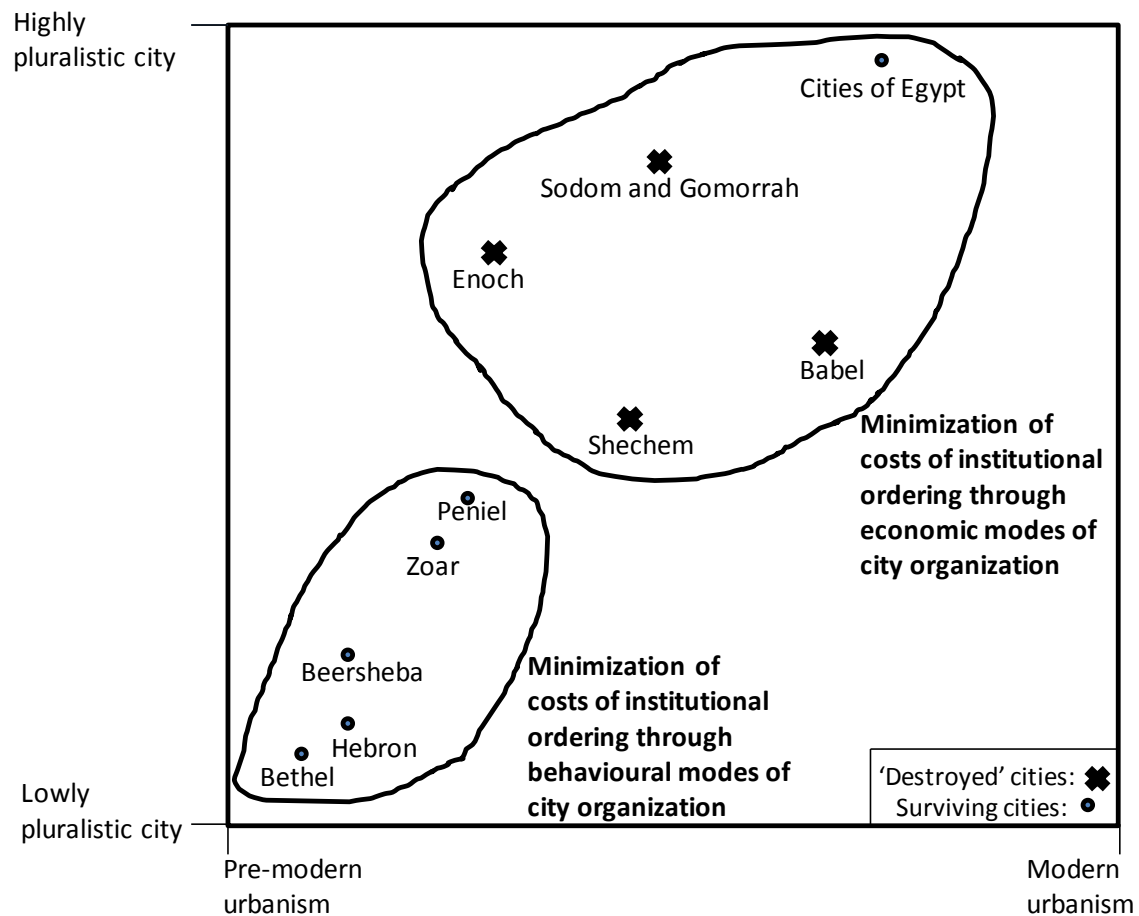 Highly
pluralistic city
Cities of Egypt
Sodom and Gomorrah
Enoch
Babel
Shechem
Minimization of
costs of institutional
ordering through
economic modes of
city organization
Peniel
Zoar
Beersheba
Hebron
Bethel
Minimization of
costs of institutional
ordering through
behavioural modes of
city organization
'Destroyed' cities:
Surviving cities:
Lowly
pluralistic city
Pre-modern
urbanism
Modern
urbanism